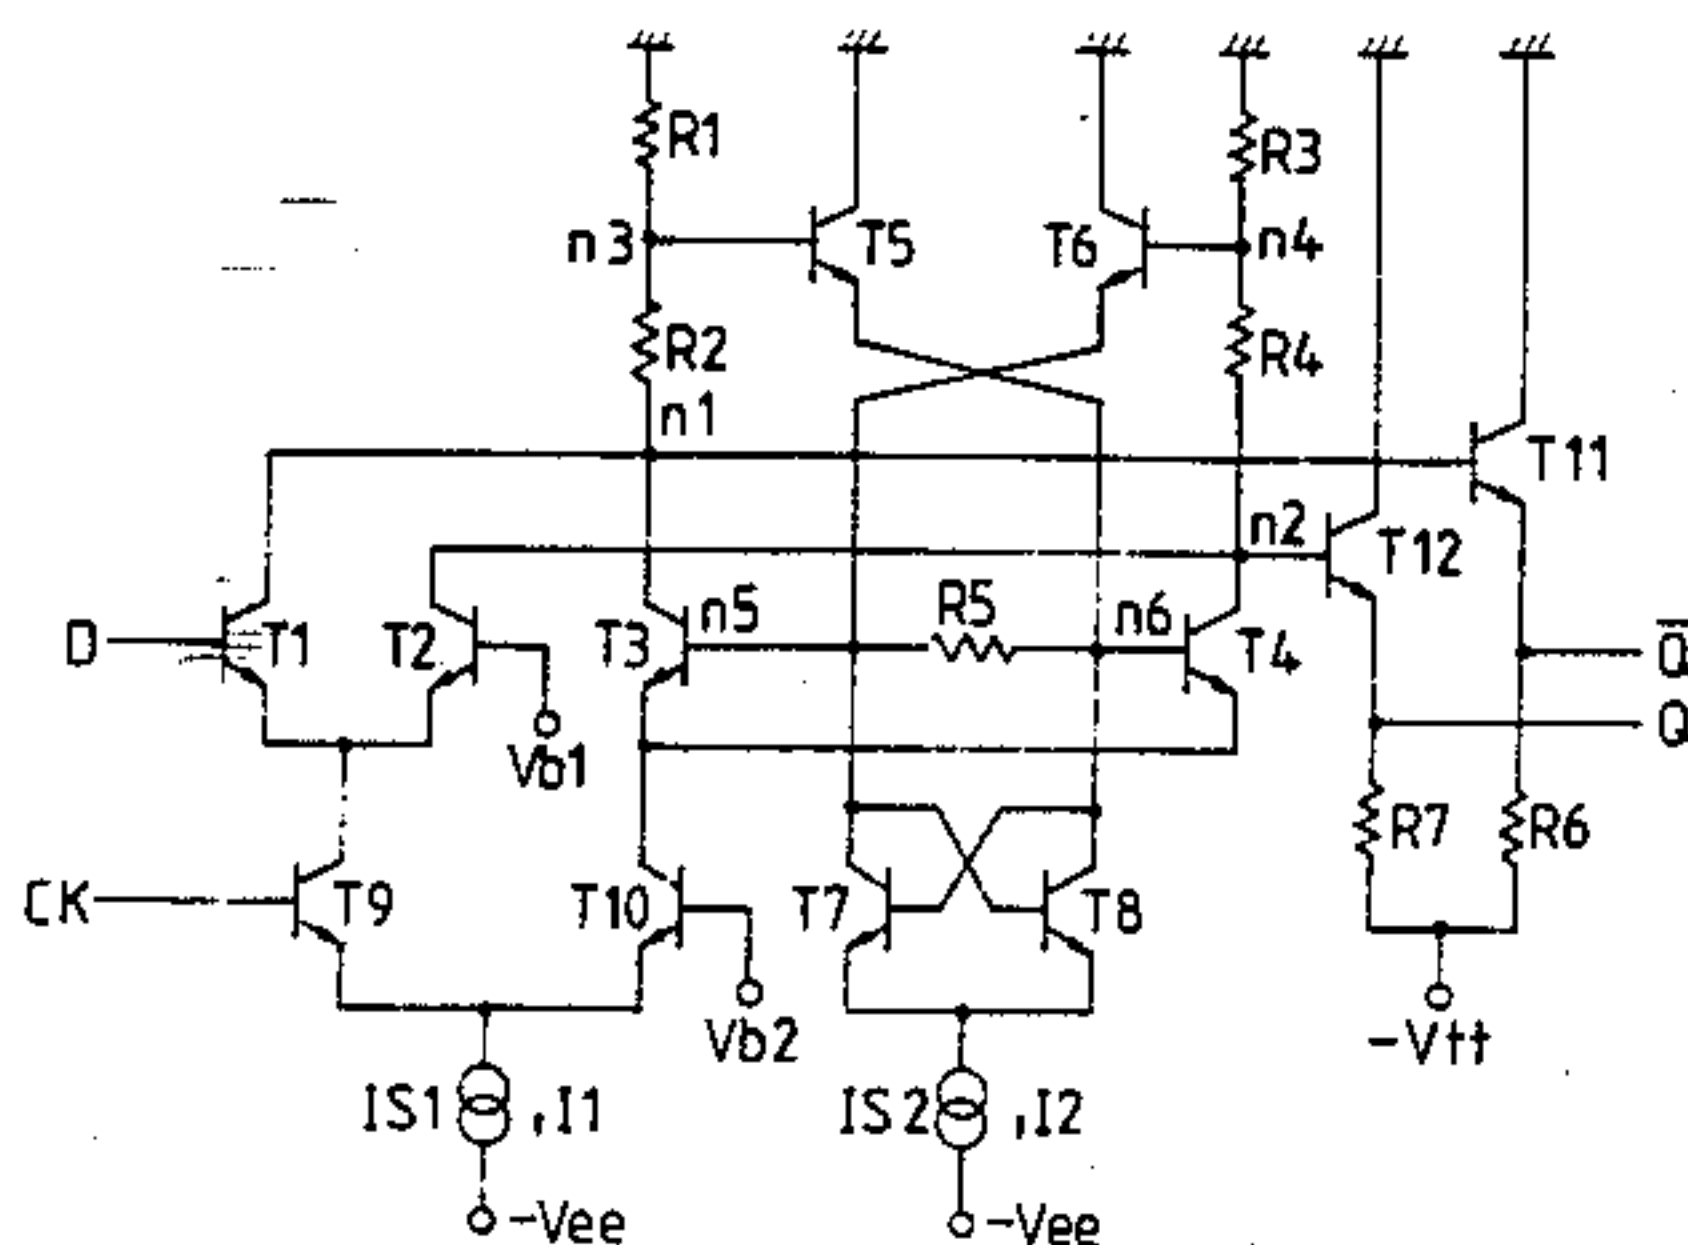 R1
R3
n3
T5
T6
n4
R2
R4
n1
T11
n2
T12
D
T1
T2
T3
n5
R5
n6
T4
Q̅
Vb1
Q
R7
R6
CK
T9
T10
T7
T8
Vb2
-Vtt
IS1 , I1
IS2 , I2
-Vee
-Vee